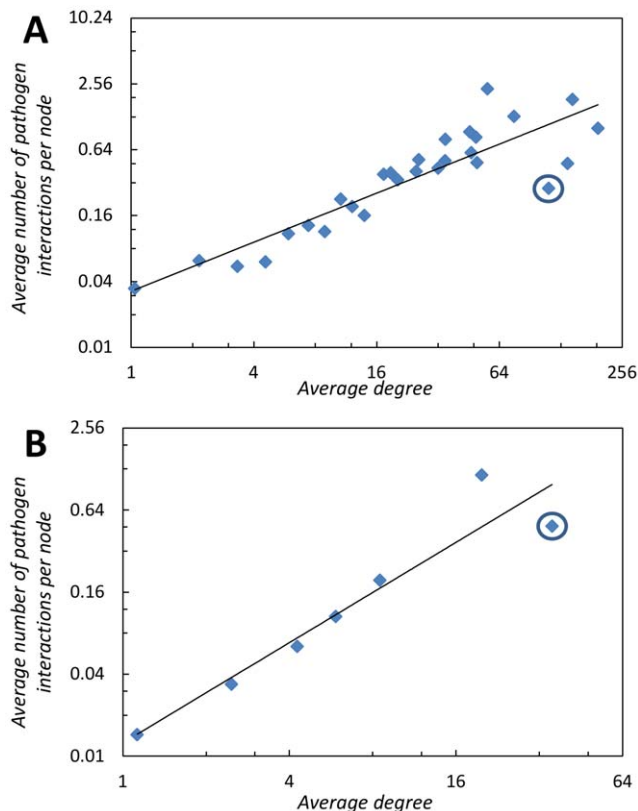 A
10.24
2.56
0.64
0.16
0.04
0.01
Average number of pathogen
interactions per node
1 4 16 64 256
Average degree
B
2.56
0.64
0.16
0.04
0.01
Average number of pathogen
interactions per node
1 4 16 64
Average degree